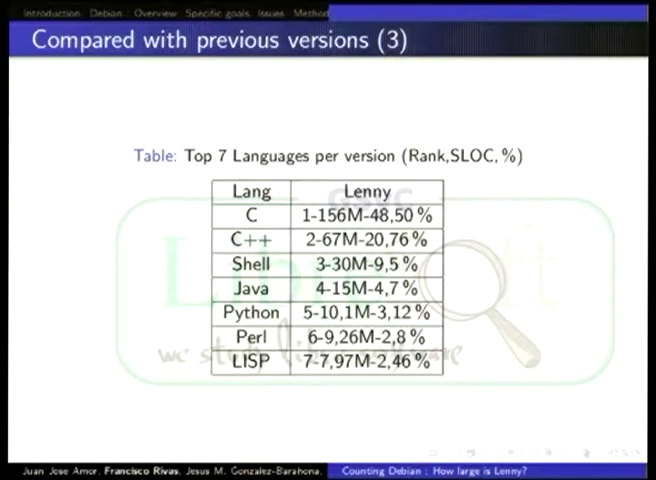 Introduction Debian: Overview Specific goals Issues Method
Compared with previous versions (3)
Table: Top 7 Languages per version (Rank,SLOC,%)
Lang Lenny
C 1-156M-48,50 %
C++ 2-67M-20,76 %
Shell 3-30M-9,5 %
Java 4-15M-4,7 %
Python 5-10,1M-3,12 %
Perl 6-9,26M-2,8 %
LISP 7-7,97M-2,46 %
Juan Jose Amor, Francisco Rivas, Jesus M. Gonzalez-Barahona, Counting Debian : How large is Lenny?